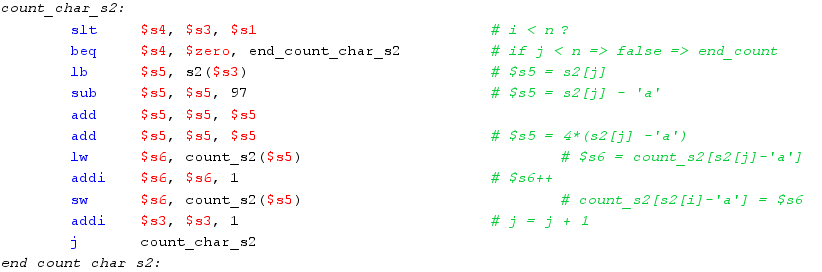 count_char_s2:
slt $s4, $s3, $s1 # i < n ?
beq $s4, $zero, end_count_char_s2 # if j < n => false => end_count
lb $s5, s2($s3) # $s5 = s2[j]
sub $s5, $s5, 97 # $s5 = s2[j] - 'a'
add $s5, $s5, $s5
add $s5, $s5, $s5 # $s5 = 4*(s2[j] -'a')
lw $s6, count_s2($s5) # $s6 = count_s2[s2[j]-'a']
addi $s6, $s6, 1 # $s6++
sw $s6, count_s2($s5) # count_s2[s2[i]-'a'] = $s6
addi $s3, $s3, 1 # j = j + 1
j count_char_s2
end_count_char_s2: